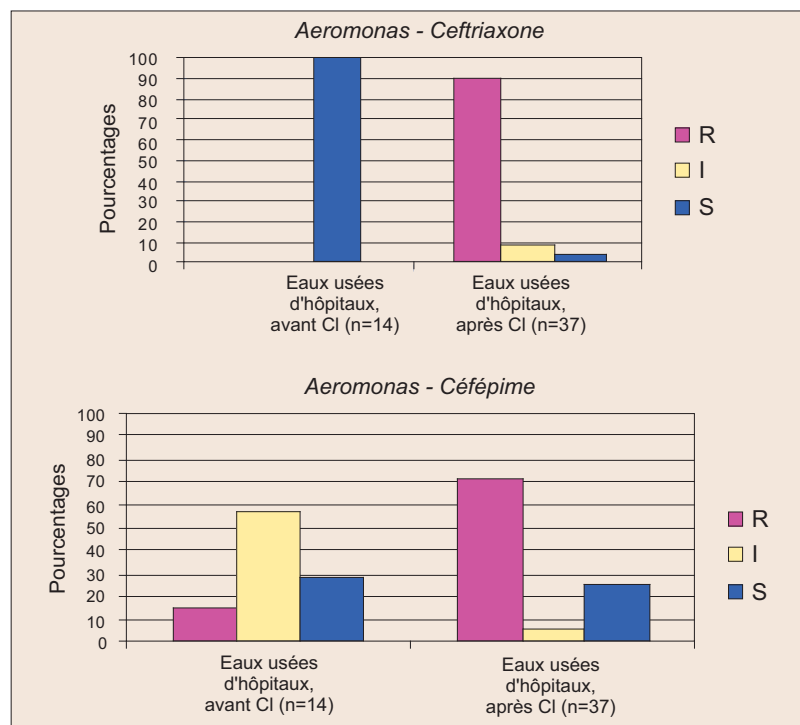 Aeromonas - Ceftriaxone
Pourcentages
100
90
80
70
60
50
40
30
20
10
0
R
I
S
Eaux usées
d'hôpitaux,
avant Cl (n=14)
Eaux usées
d'hôpitaux,
après Cl (n=37)
Aeromonas - Céfépime
Pourcentages
100
90
80
70
60
50
40
30
20
10
0
R
I
S
Eaux usées
d'hôpitaux,
avant Cl (n=14)
Eaux usées
d'hôpitaux,
après Cl (n=37)